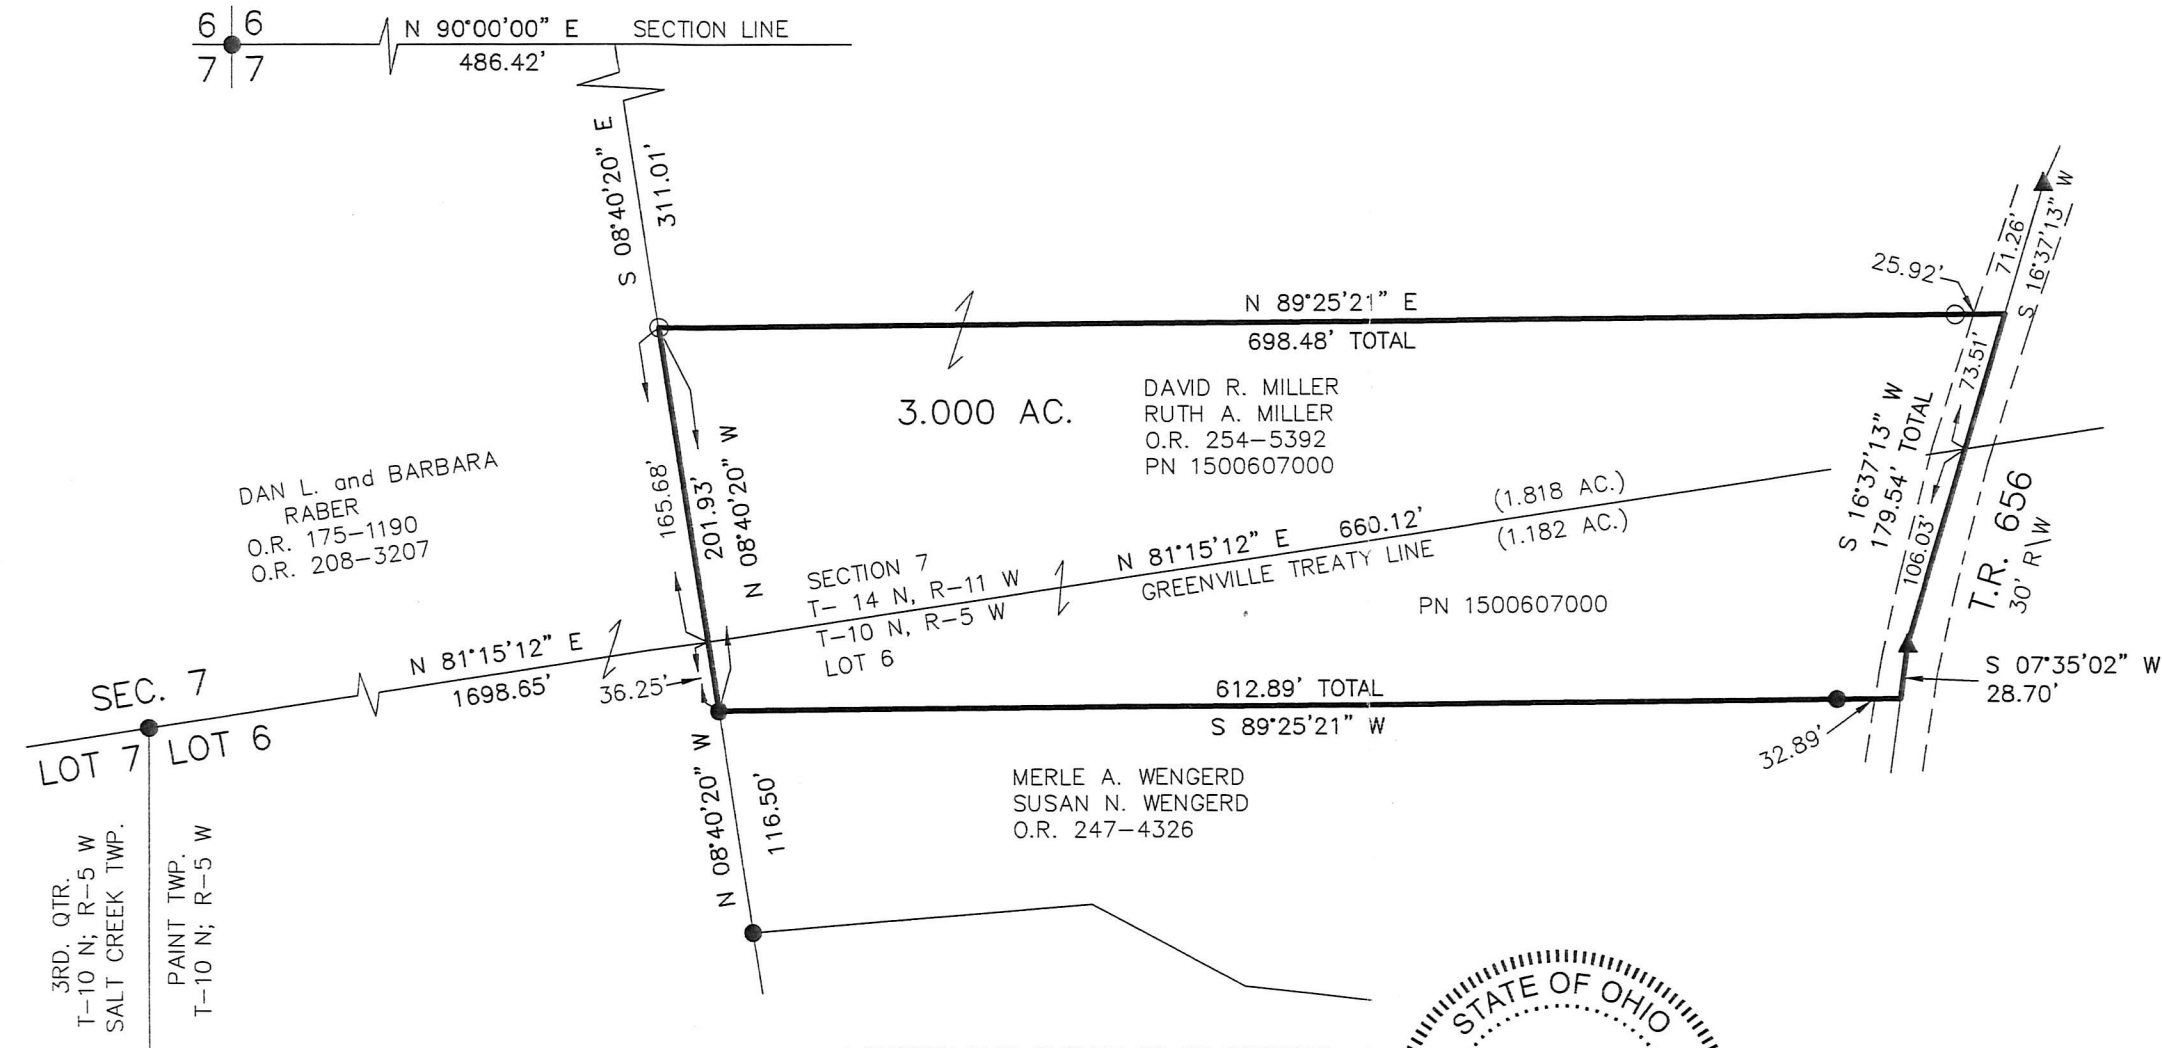 6 6
7 7
N 90°00'00" E SECTION LINE
486.42'
S 08°40'20" E
311.01'
71.26'
S 16°37'13" W
25.92'
N 89°25'21" E
698.48' TOTAL
73.51'
3.000 AC.
DAVID R. MILLER
RUTH A. MILLER
O.R. 254-5392
PN 1500607000
S 16°37'13" W
179.54' TOTAL
106.03'
T.R. 656
30' R\W
DAN L. and BARBARA
RABER
O.R. 175-1190
O.R. 208-3207
165.68'
201.93'
N 08°40'20" W
(1.818 AC.)
N 81°15'12" E 660.12'
(1.182 AC.)
GREENVILLE TREATY LINE
SECTION 7
T- 14 N, R-11 W
T-10 N, R-5 W
LOT 6
PN 1500607000
SEC. 7
N 81°15'12" E
1698.65'
36.25'
LOT 7 LOT 6
612.89' TOTAL
S 89°25'21" W
S 07°35'02" W
28.70'
32.89'
N 08°40'20" W
116.50'
MERLE A. WENGERD
SUSAN N. WENGERD
O.R. 247-4326
3RD. QTR.
T-10 N; R-5 W
SALT CREEK TWP.
PAINT TWP.
T-10 N; R-5 W
STATE OF OHIO